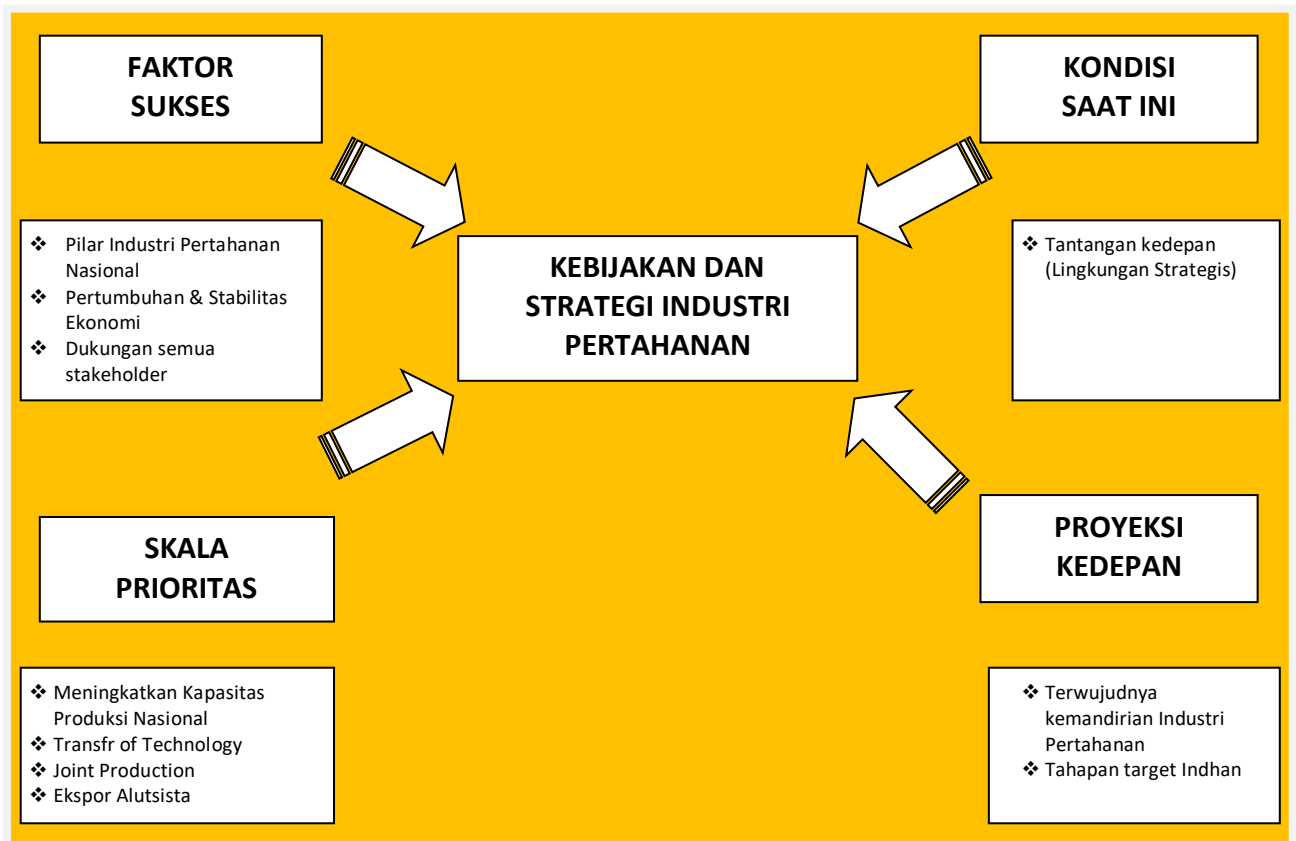 FAKTOR
SUKSES
❖ Pilar Industri Pertahanan
Nasional
❖ Pertumbuhan & Stabilitas
Ekonomi
❖ Dukungan semua
stakeholder
KONDISI
SAAT INI
❖ Tantangan kedepan
(Lingkungan Strategis)
KEBIJAKAN DAN
STRATEGI INDUSTRI
PERTAHANAN
SKALA
PRIORITAS
❖ Meningkatkan Kapasitas
Produksi Nasional
❖ Transfr of Technology
❖ Joint Production
❖ Ekspor Alutsista
PROYEKSI
KEDEPAN
❖ Terwujudnya
kemandirian Industri
Pertahanan
❖ Tahapan target Indhan